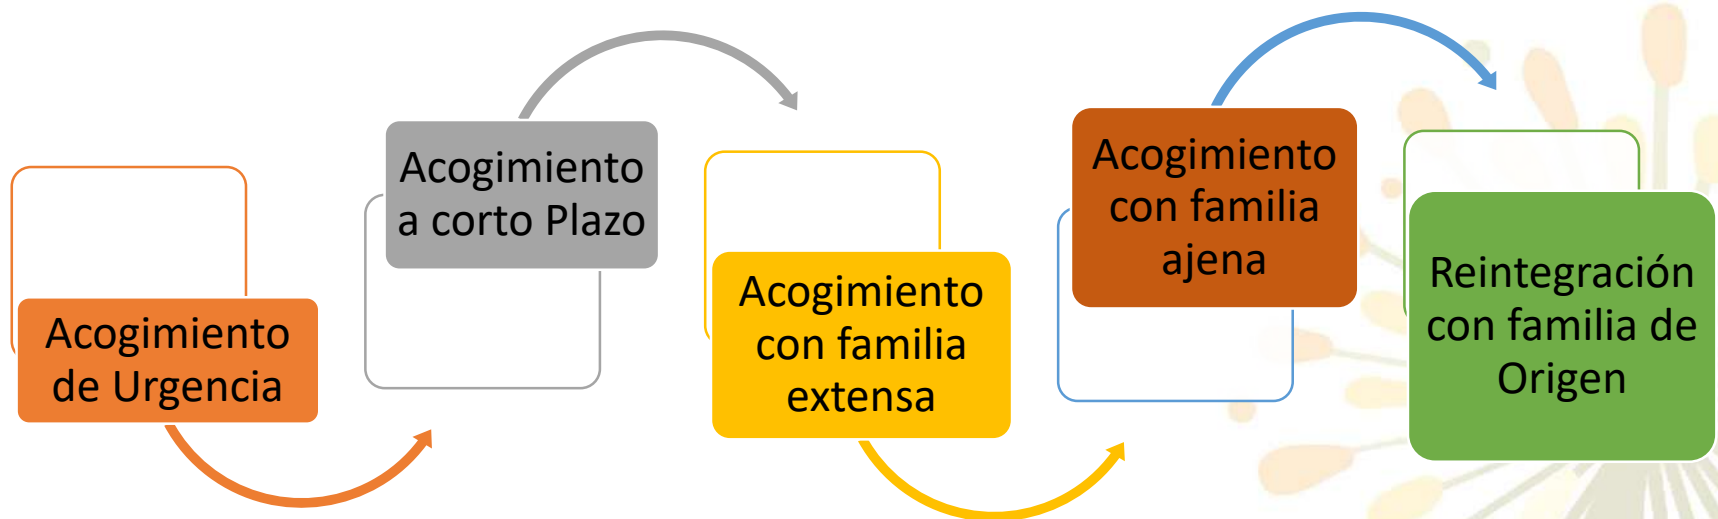 Acogimiento
de Urgencia
Acogimiento
a corto Plazo
Acogimiento
con familia
extensa
Acogimiento
con familia
ajena
Reintegración
con familia de
Origen